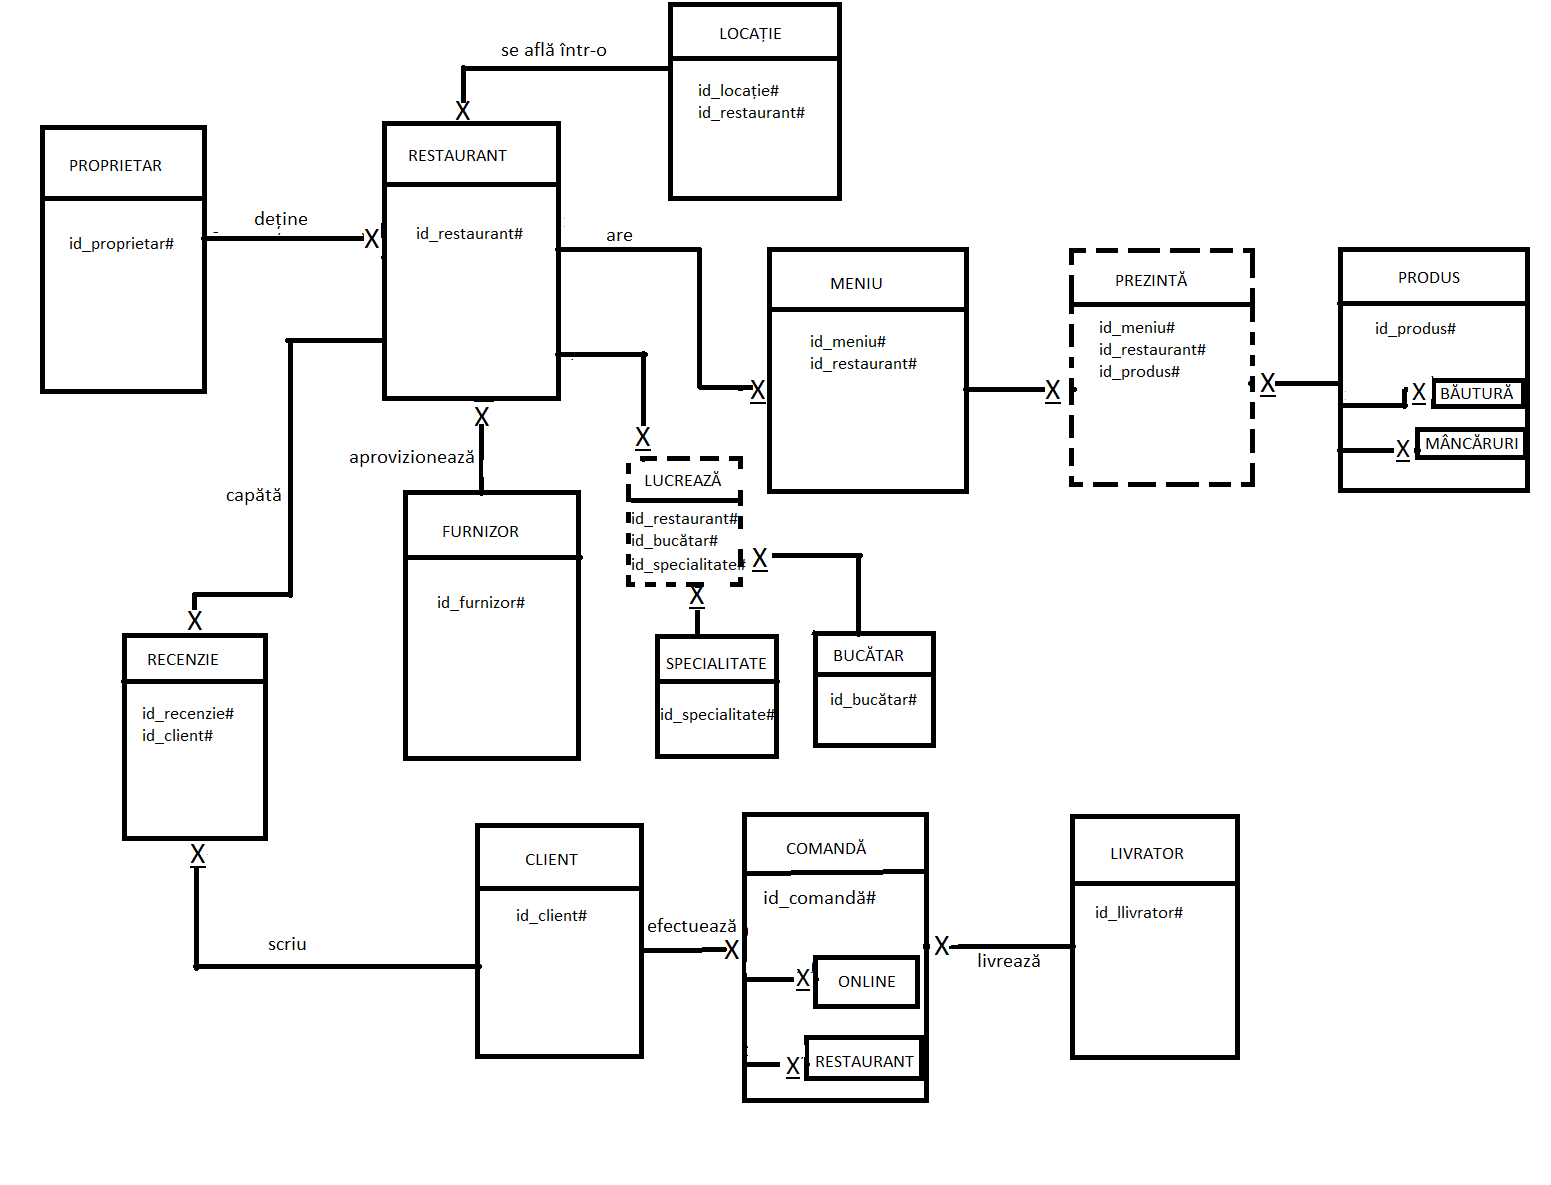 LOCAȚIE
id_locație#
id_restaurant#
se află într-o
X
PROPRIETAR
id_proprietar#
deține
X
RESTAURANT
id_restaurant#
are
X
MENIU
id_meniu#
id_restaurant#
X
PREZINTĂ
id_meniu#
id_restaurant#
id_produs#
X
PRODUS
id_produs#
X
BĂUTURĂ
X
MÂNCĂRURI
capătă
X
aprovizionează
X
FURNIZOR
id_furnizor#
X
LUCREAZĂ
id_restaurant#
id_bucătar#
id_specialitate#
X
X
SPECIALITATE
id_specialitate#
BUCĂTAR
id_bucătar#
RECENZIE
id_recenzie#
id_client#
X
scriu
CLIENT
id_client#
efectuează
X
COMANDĂ
id_comandă#
X
ONLINE
X
RESTAURANT
X
livrează
LIVRATOR
id_llivrator#